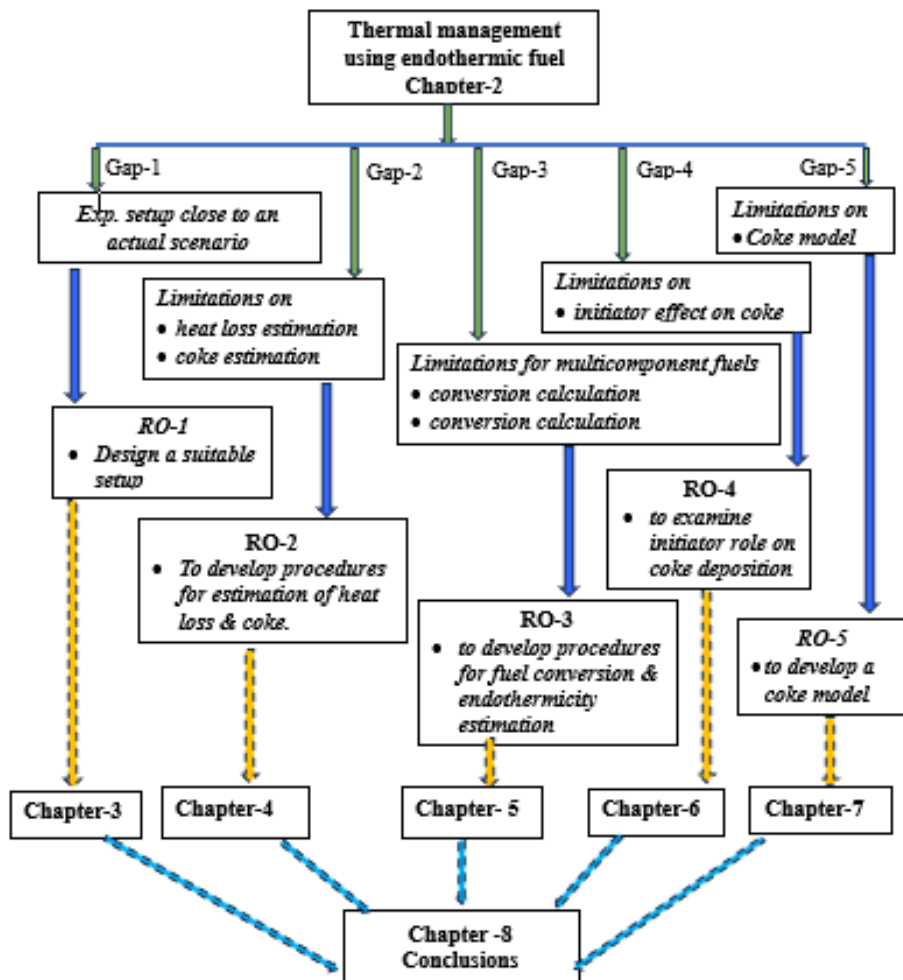 Thermal management
using endothermic fuel
Chapter-2
Gap-1
Gap-2
Gap-3
Gap-4
Gap-5
Exp. setup close to an
actual scenario
Limitations on
• heat loss estimation
• coke estimation
Limitations for multicomponent fuels
• conversion calculation
• conversion calculation
Limitations on
• initiator effect on coke
Limitations on
• Coke model
RO-1
• Design a suitable
setup
RO-2
• To develop procedures
for estimation of heat
loss & coke.
RO-3
• to develop procedures
for fuel conversion &
endothermicity
estimation
RO-4
• to examine
initiator role on
coke deposition
RO-5
• to develop a
coke model
Chapter-3
Chapter-4
Chapter- 5
Chapter-6
Chapter-7
Chapter -8
Conclusions